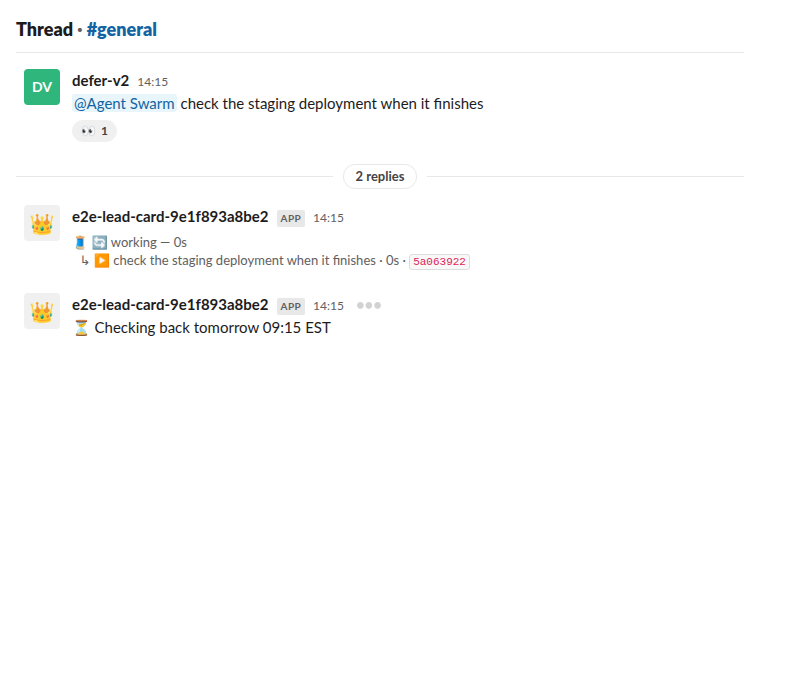 Thread • #general
DV
defer-v2 14:15
@Agent Swarm check the staging deployment when it finishes
👀 1
2 replies
e2e-lead-card-9e1f893a8be2 APP 14:15
🧵 🔄 working — 0s
↳ ▶️ check the staging deployment when it finishes · 0s · 5a063922
e2e-lead-card-9e1f893a8be2 APP 14:15
⏳ Checking back tomorrow 09:15 EST